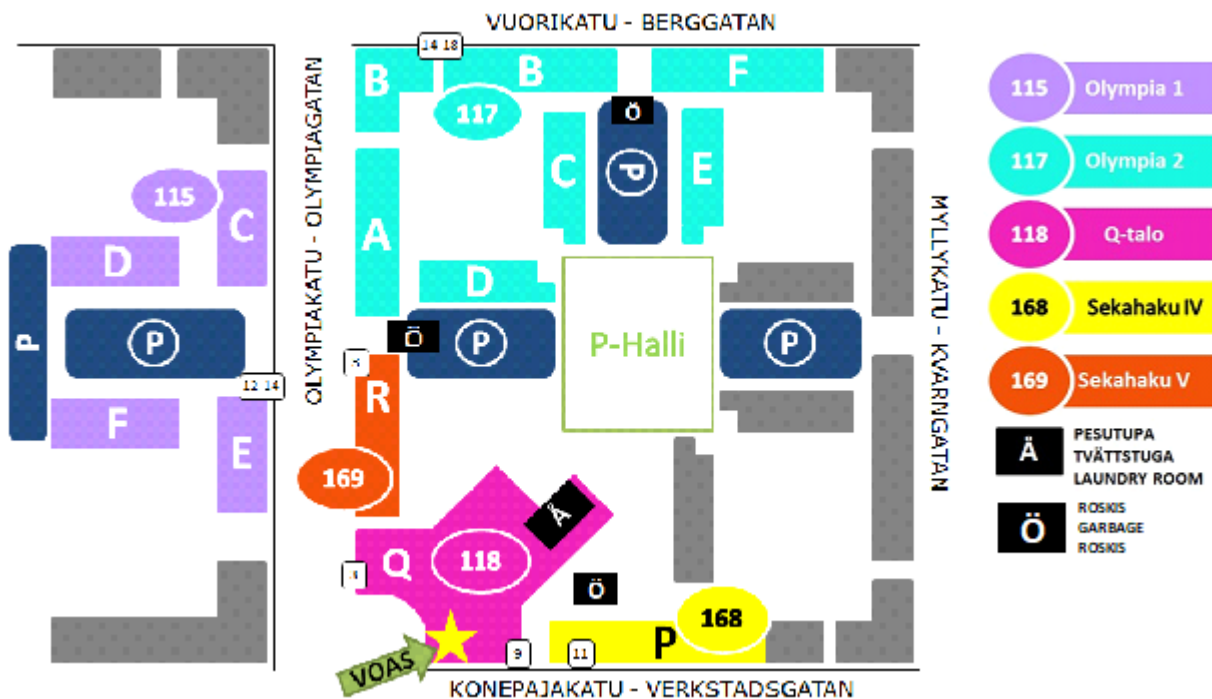 VUORIKATU - BERGGATAN
14 18
B
B
F
117
Ö
P
C
E
A
D
Ö
P
P-Halli
P
R
169
Q
118
Ä
Ö
168
P
9
11
VOAS
KONEPAJAKATU - VERKSTADSGATAN
OLYMPIAKATU - OLYMPIAGATAN
MYLLYKATU - KVARNGATAN
115
C
D
P
P
12 14
F
E
115 Olympia 1
117 Olympia 2
118 Q-talo
168 Sekahaku IV
169 Sekahaku V
Ä
PESUTUPA
TVÄTTSTUGA
LAUNDRY ROOM
Ö
ROSKIS
GARBAGE
ROSKIS